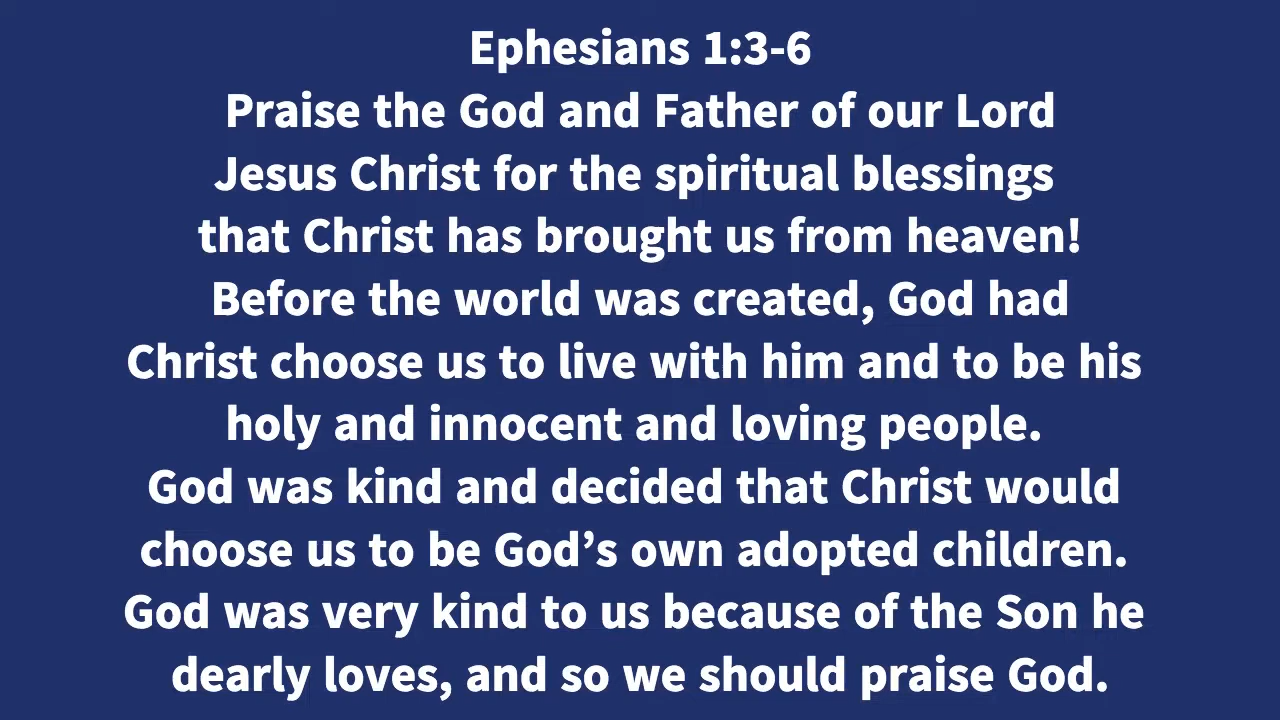 Ephesians 1:3-6
Praise the God and Father of our Lord
Jesus Christ for the spiritual blessings
that Christ has brought us from heaven!
Before the world was created, God had
Christ choose us to live with him and to be his
holy and innocent and loving people.
God was kind and decided that Christ would
choose us to be God’s own adopted children.
God was very kind to us because of the Son he
dearly loves, and so we should praise God.